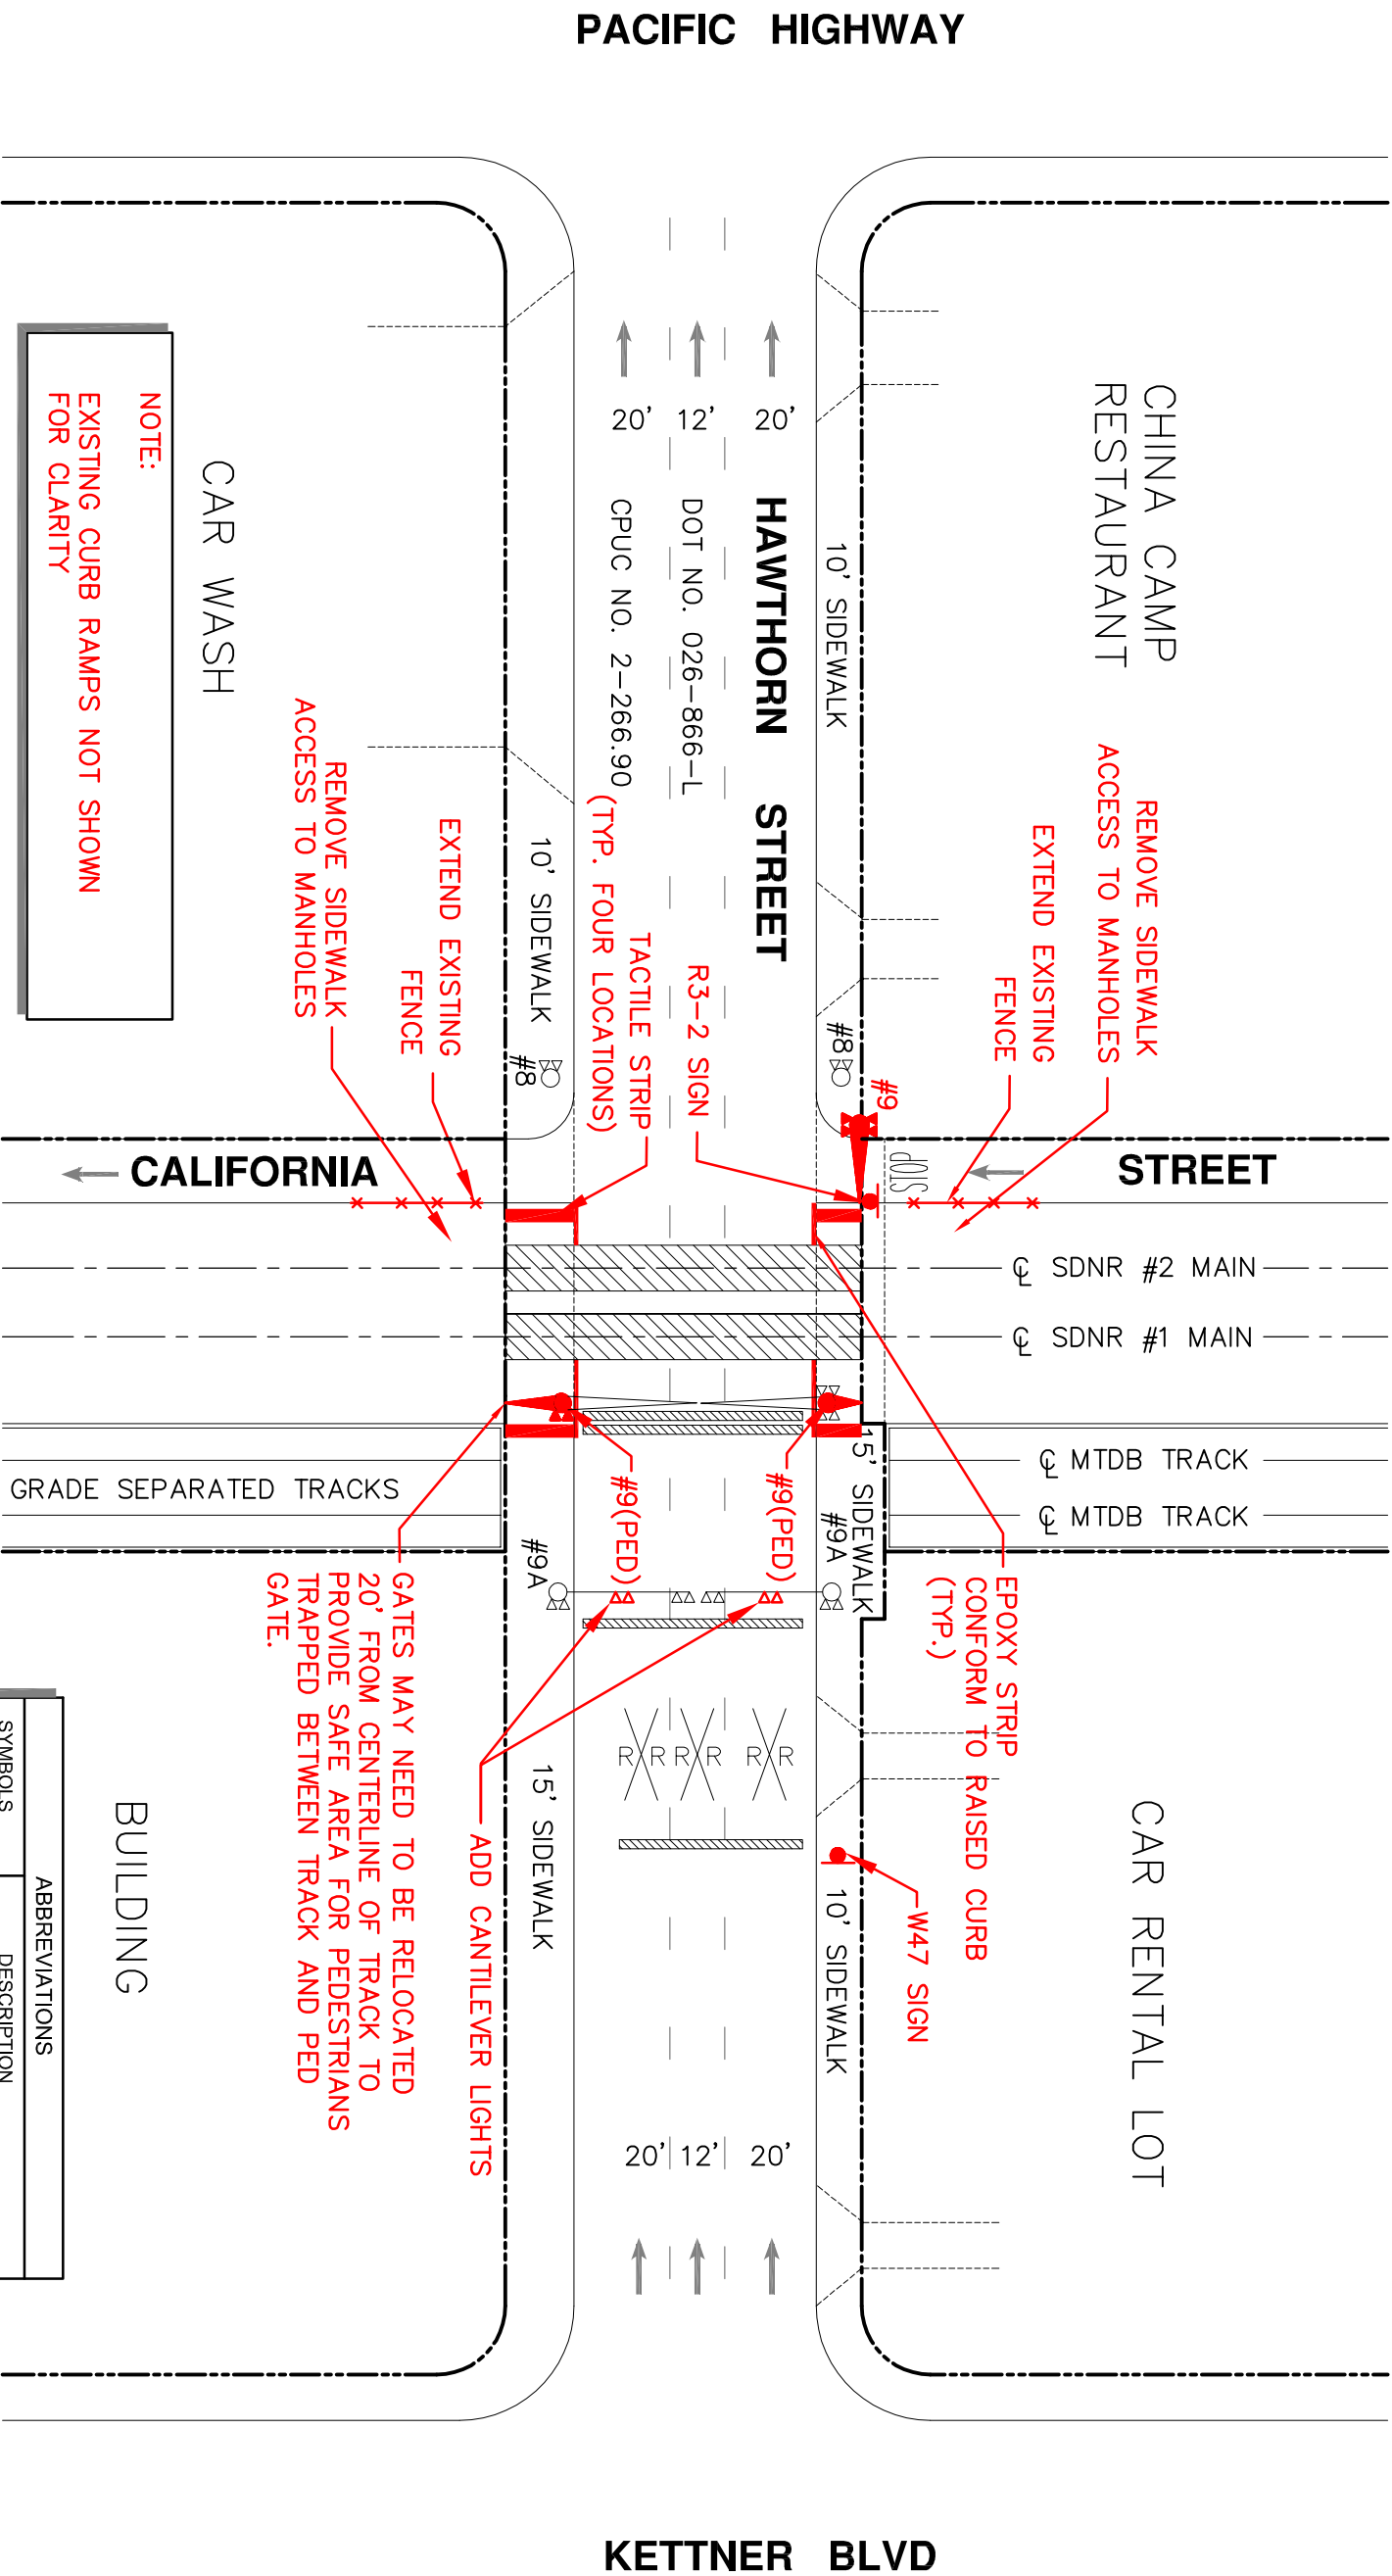 PACIFIC HIGHWAY
CHINA CAMP
RESTAURANT
CAR WASH
NOTE:
EXISTING CURB RAMPS NOT SHOWN
FOR CLARITY
20' 12' 20'
HAWTHORN STREET
DOT NO. 026-866-L
CPUC NO. 2-266.90
10' SIDEWALK
10' SIDEWALK
REMOVE SIDEWALK
ACCESS TO MANHOLES
EXTEND EXISTING
FENCE
REMOVE SIDEWALK
ACCESS TO MANHOLES
EXTEND EXISTING
FENCE
R3-2 SIGN
TACTILE STRIP
(TYP. FOUR LOCATIONS)
#8
#8
#9
STOP
CALIFORNIA STREET
℄ SDNR #2 MAIN
℄ SDNR #1 MAIN
℄ MTDB TRACK
℄ MTDB TRACK
GRADE SEPARATED TRACKS
15' SIDEWALK
#9(PED)
#9(PED)
#9A
#9A
EPOXY STRIP
CONFORM TO RAISED CURB
(TYP.)
GATES MAY NEED TO BE RELOCATED
20' FROM CENTERLINE OF TRACK TO
PROVIDE SAFE AREA FOR PEDESTRIANS
TRAPPED BETWEEN TRACK AND PED
GATE.
ADD CANTILEVER LIGHTS
R R R R R R
W47 SIGN
15' SIDEWALK
10' SIDEWALK
CAR RENTAL LOT
BUILDING
20' 12' 20'
ABBREVIATIONS
SYMBOLS DESCRIPTION
KETTNER BLVD